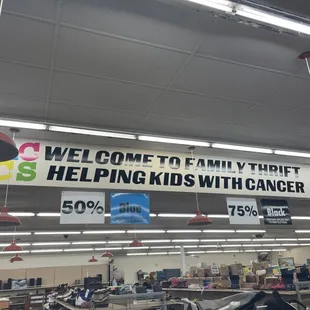 WELCOME TO FAMILY THRIFT
HELPING KIDS WITH CANCER
50% Blue 75% Black